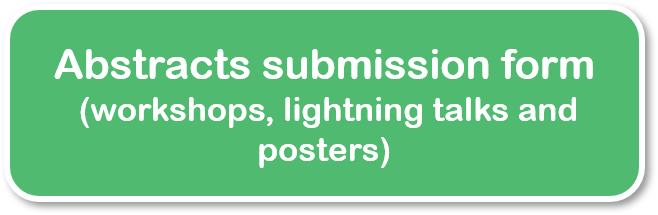 Abstracts submission form
(workshops, lightning talks and
posters)